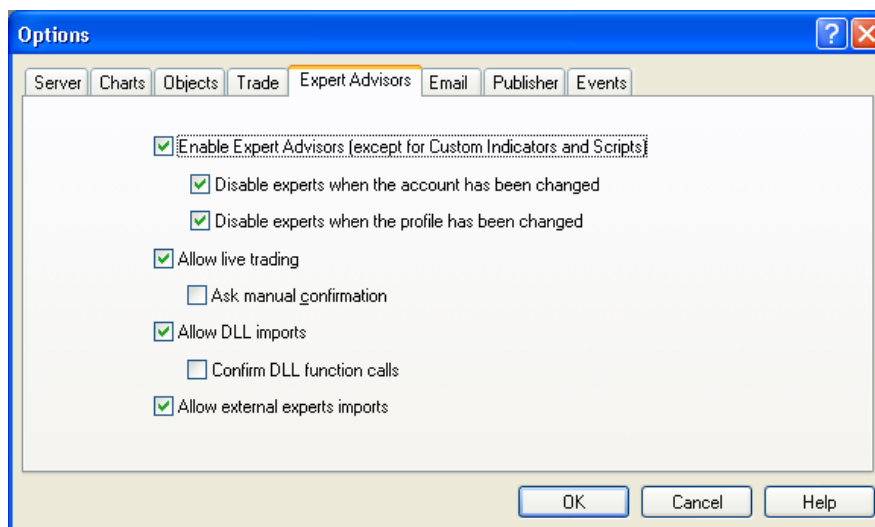 Options
Server Charts Objects Trade Expert Advisors Email Publisher Events
Enable Expert Advisors (except for Custom Indicators and Scripts)
Disable experts when the account has been changed
Disable experts when the profile has been changed
Allow live trading
Ask manual confirmation
Allow DLL imports
Confirm DLL function calls
Allow external experts imports
OK Cancel Help